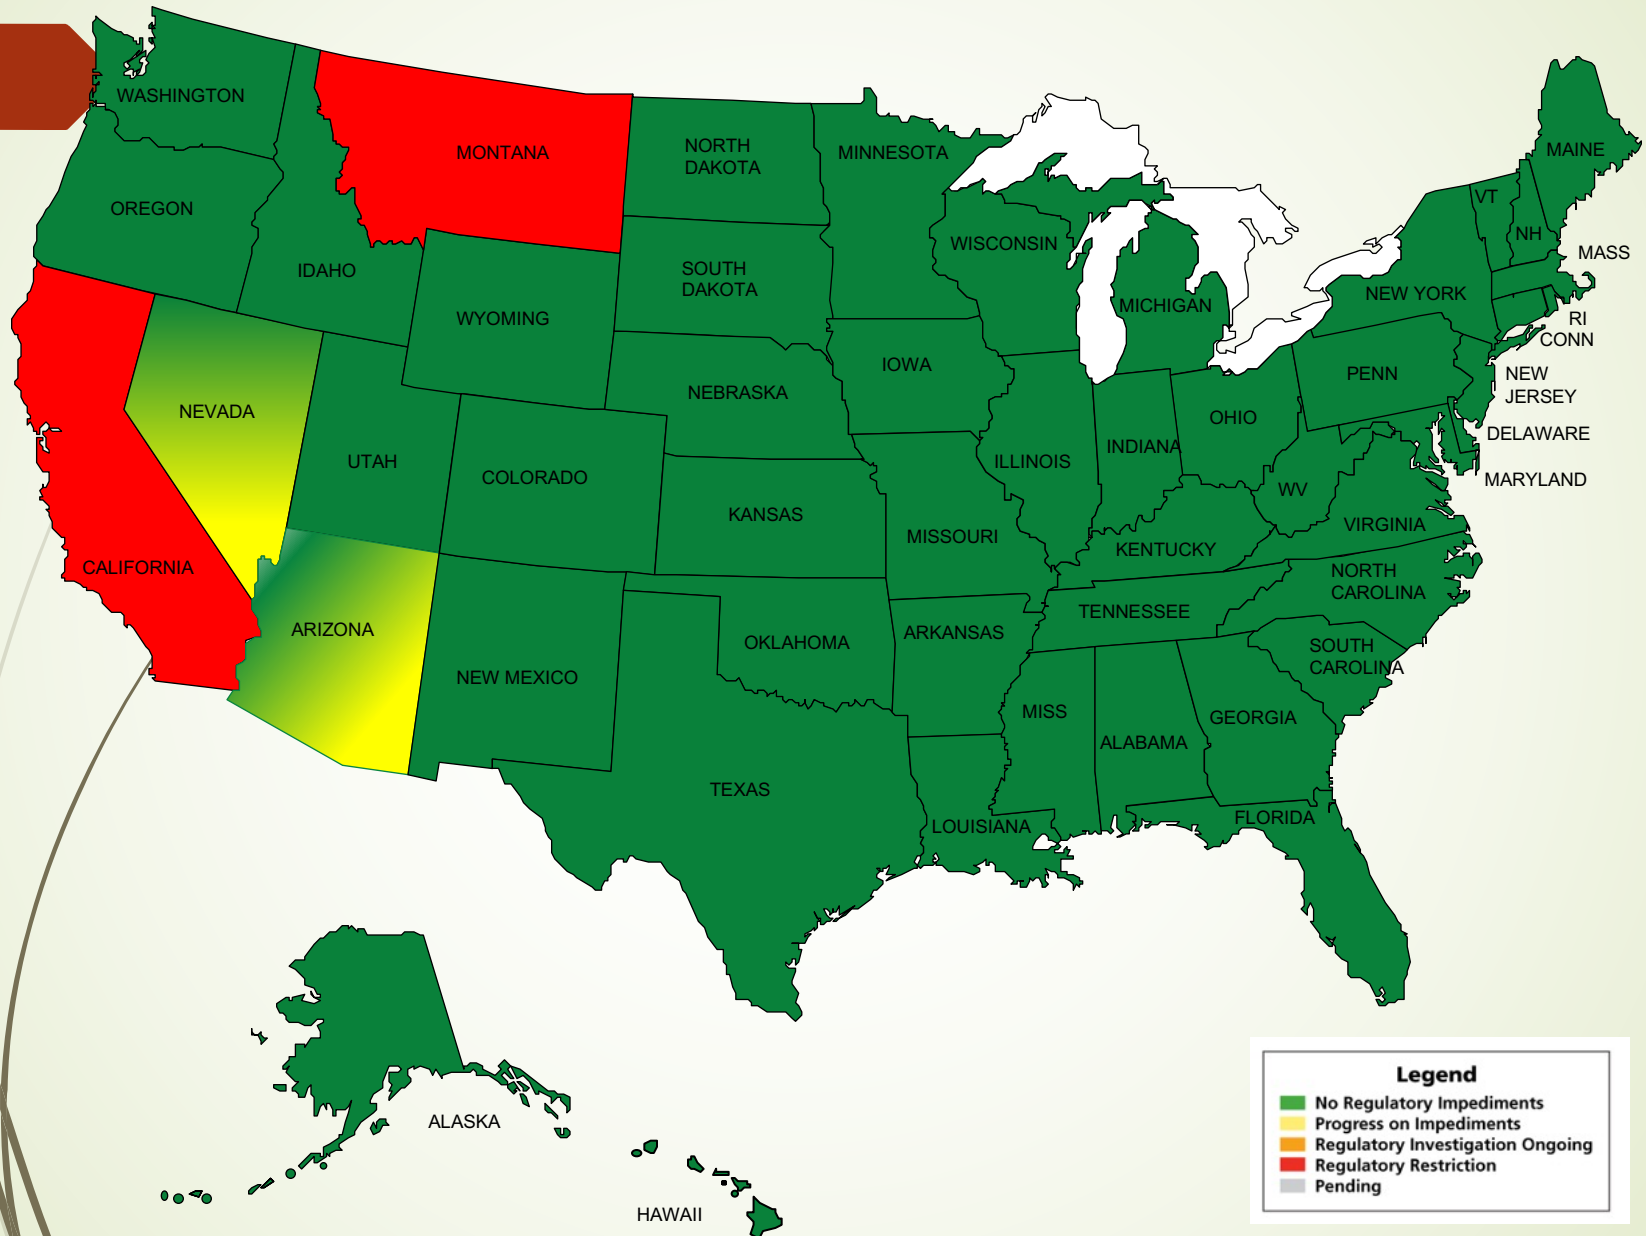 WASHINGTON
OREGON
CALIFORNIA
NEVADA
IDAHO
MONTANA
WYOMING
UTAH
COLORADO
ARIZONA
NEW MEXICO
NORTH
DAKOTA
SOUTH
DAKOTA
NEBRASKA
KANSAS
OKLAHOMA
TEXAS
MINNESOTA
IOWA
MISSOURI
ARKANSAS
LOUISIANA
WISCONSIN
ILLINOIS
MICHIGAN
INDIANA
OHIO
KENTUCKY
TENNESSEE
MISS
ALABAMA
GEORGIA
FLORIDA
SOUTH
CAROLINA
NORTH
CAROLINA
VIRGINIA
WV
PENN
NEW YORK
VT
NH
MAINE
MASS
RI
CONN
NEW
JERSEY
DELAWARE
MARYLAND
ALASKA
HAWAII
Legend
No Regulatory Impediments
Progress on Impediments
Regulatory Investigation Ongoing
Regulatory Restriction
Pending